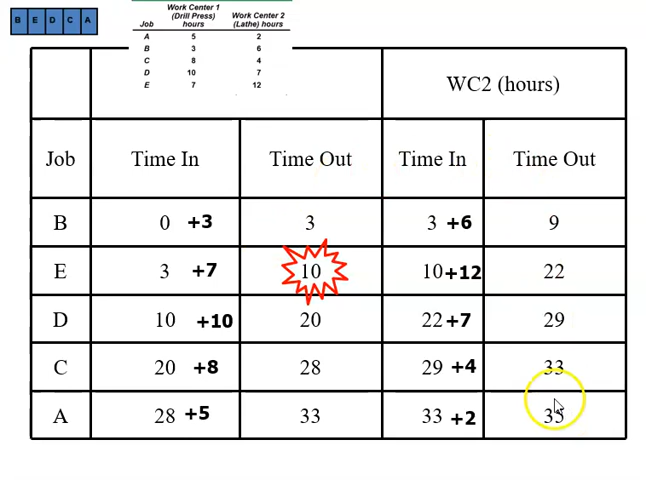 B E D C A
Work Center 1 (Drill Press) hours
Work Center 2 (Lathe) hours
Job
A 5 2
B 3 6
C 8 4
D 10 7
E 7 12
WC2 (hours)
Job Time In Time Out Time In Time Out
B 0 +3 3 3 +6 9
E 3 +7 10 10 +12 22
D 10 +10 20 22 +7 29
C 20 +8 28 29 +4 33
A 28 +5 33 33 +2 35